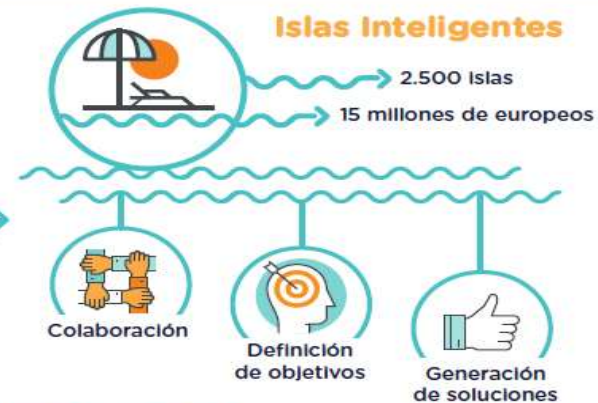 Islas Inteligentes
2.500 islas
15 millones de europeos
Colaboración
Definición
de objetivos
Generación
de soluciones